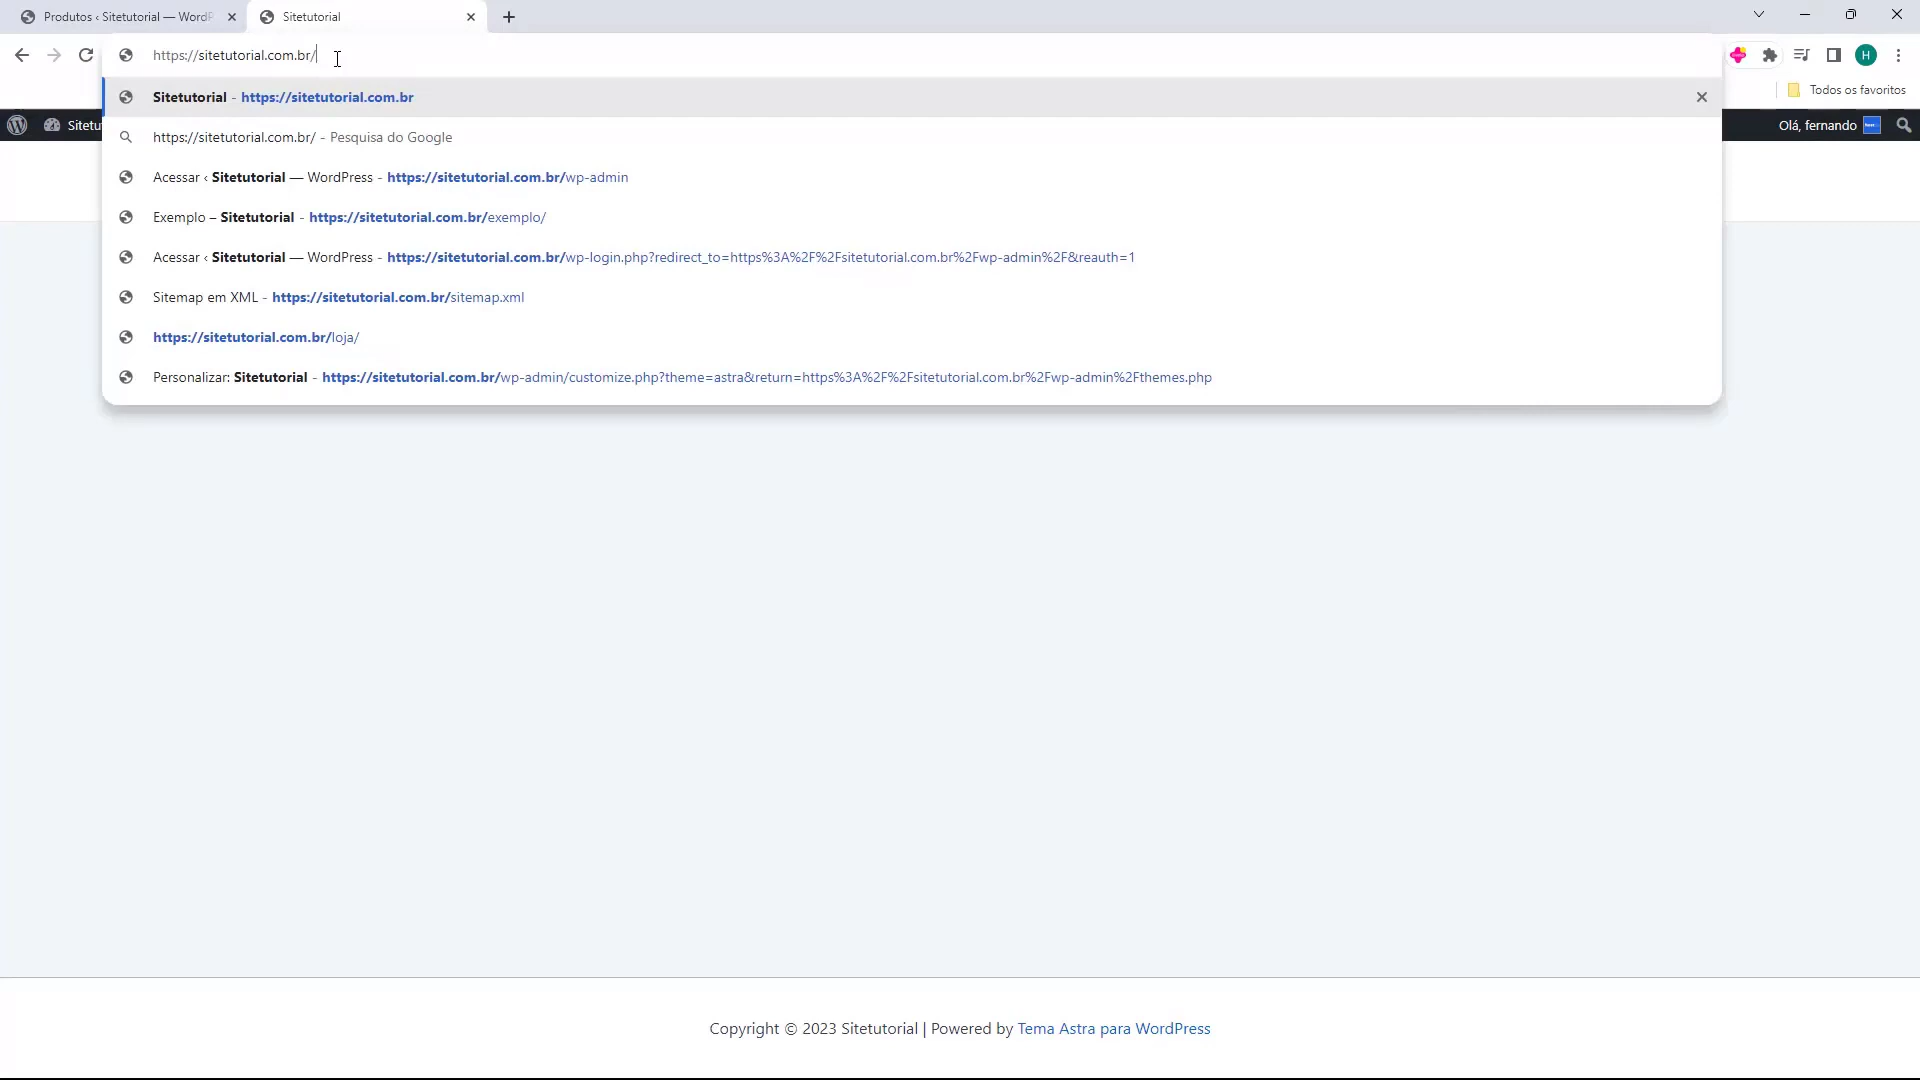 Produtos ‹ Sitetutorial — WordP
Sitetutorial
https://sitetutorial.com.br/
H
Sitetutorial - https://sitetutorial.com.br
Todos os favoritos
https://sitetutorial.com.br/ - Pesquisa do Google
Situ
Olá, fernando
Acessar ‹ Sitetutorial — WordPress - https://sitetutorial.com.br/wp-admin
Exemplo – Sitetutorial - https://sitetutorial.com.br/exemplo/
Acessar ‹ Sitetutorial — WordPress - https://sitetutorial.com.br/wp-login.php?redirect_to=https%3A%2F%2Fsitetutorial.com.br%2Fwp-admin%2F&reauth=1
Sitemap em XML - https://sitetutorial.com.br/sitemap.xml
https://sitetutorial.com.br/loja/
Personalizar: Sitetutorial - https://sitetutorial.com.br/wp-admin/customize.php?theme=astra&return=https%3A%2F%2Fsitetutorial.com.br%2Fwp-admin%2Fthemes.php
Copyright © 2023 Sitetutorial | Powered by Tema Astra para WordPress